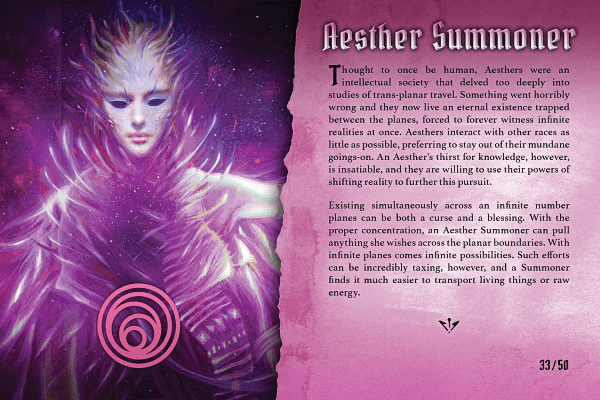 Aesther Summoner
Thought to once be human, Aesthers were an
intellectual society that delved too deeply into
studies of trans-planar travel. Something went horribly
wrong and they now live an eternal existence trapped
between the planes, forced to forever witness infinite
realities at once. Aesthers interact with other races as
little as possible, preferring to stay out of their mundane
goings-on. An Aesther's thirst for knowledge, however,
is insatiable, and they are willing to use their powers of
shifting reality to further this pursuit.
Existing simultaneously across an infinite number
planes can be both a curse and a blessing. With the
proper concentration, an Aesther Summoner can pull
anything she wishes across the planar boundaries. With
infinite planes comes infinite possibilities. Such efforts
can be incredibly taxing, however, and a Summoner
finds it much easier to transport living things or raw
energy.
33/50